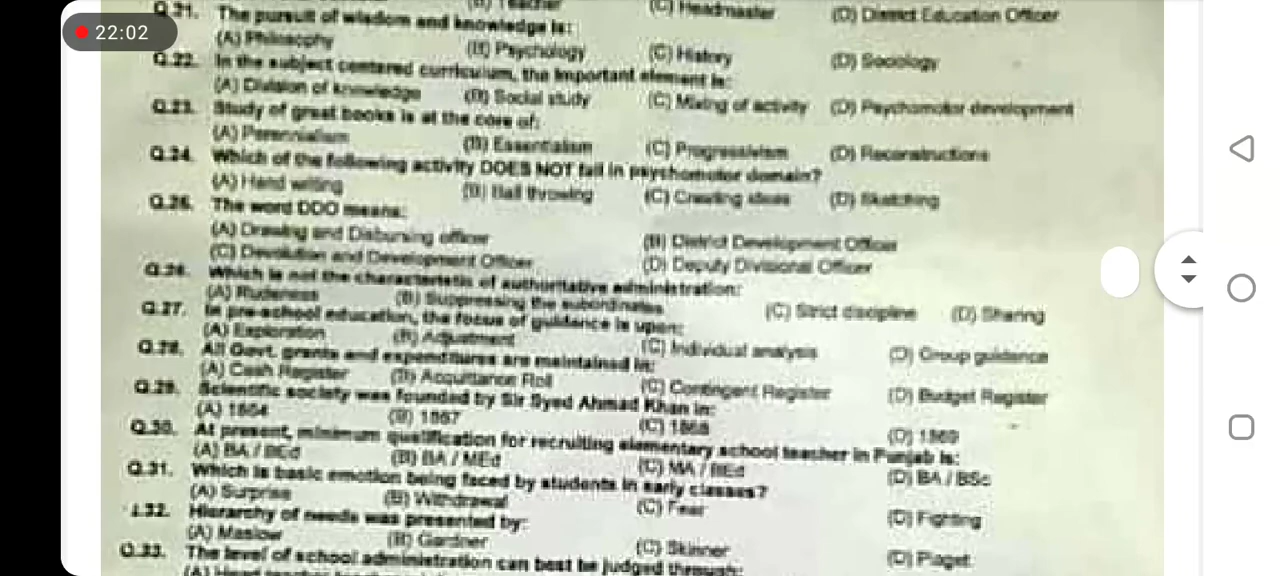 22:02
(B) Teacher (C) Headmaster (D) District Education Officer
Q.21. The pursuit of wisdom and knowledge is:
(A) Philosophy (B) Psychology (C) History (D) Sociology
Q.22. In the subject centered curriculum, the important element is:
(A) Division of knowledge (B) Social study (C) Mixing of activity (D) Psychomotor development
Q.23. Study of great books is at the core of:
(A) Perennialism (B) Essentialism (C) Progressivism (D) Reconstructions
Q.24. Which of the following activity DOES NOT fall in psychomotor domain?
(A) Hand writing (B) Ball throwing (C) Creating ideas (D) Sketching
Q.25. The word DDO means:
(A) Drawing and Disbursing officer (B) District Development Officer
(C) Devolution and Development Officer (D) Deputy Divisional Officer
Q.26. Which is not the characteristic of authoritative administration:
(A) Rudeness (B) Suppressing the subordinates (C) Strict discipline (D) Sharing
Q.27. In pre-school education, the focus of guidance is upon:
(A) Exploration (B) Adjustment (C) Individual analysis (D) Group guidance
Q.28. All Govt. grants and expenditures are maintained in:
(A) Cash Register (B) Acquittance Roll (C) Contingent Register (D) Budget Register
Q.29. Scientific society was founded by Sir Syed Ahmad Khan in:
(A) 1864 (B) 1867 (C) 1868 (D) 1869
Q.30. At present, minimum qualification for recruiting elementary school teacher in Punjab is:
(A) BA / BEd (B) BA / MEd (C) MA / BEd (D) BA / BSc
Q.31. Which is basic emotion being faced by students in early classes?
(A) Surprise (B) Withdrawal (C) Fear (D) Fighting
.32. Hierarchy of needs was presented by:
(A) Maslow (B) Gardner (C) Skinner (D) Piaget
Q.33. The level of school administration can best be judged through:
(A) Head teacher